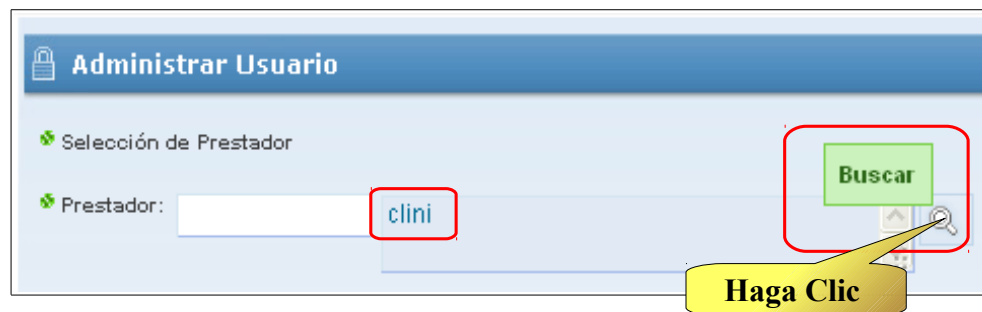 Administrar Usuario
Selección de Prestador
Buscar
Prestador:
clini
Haga Clic